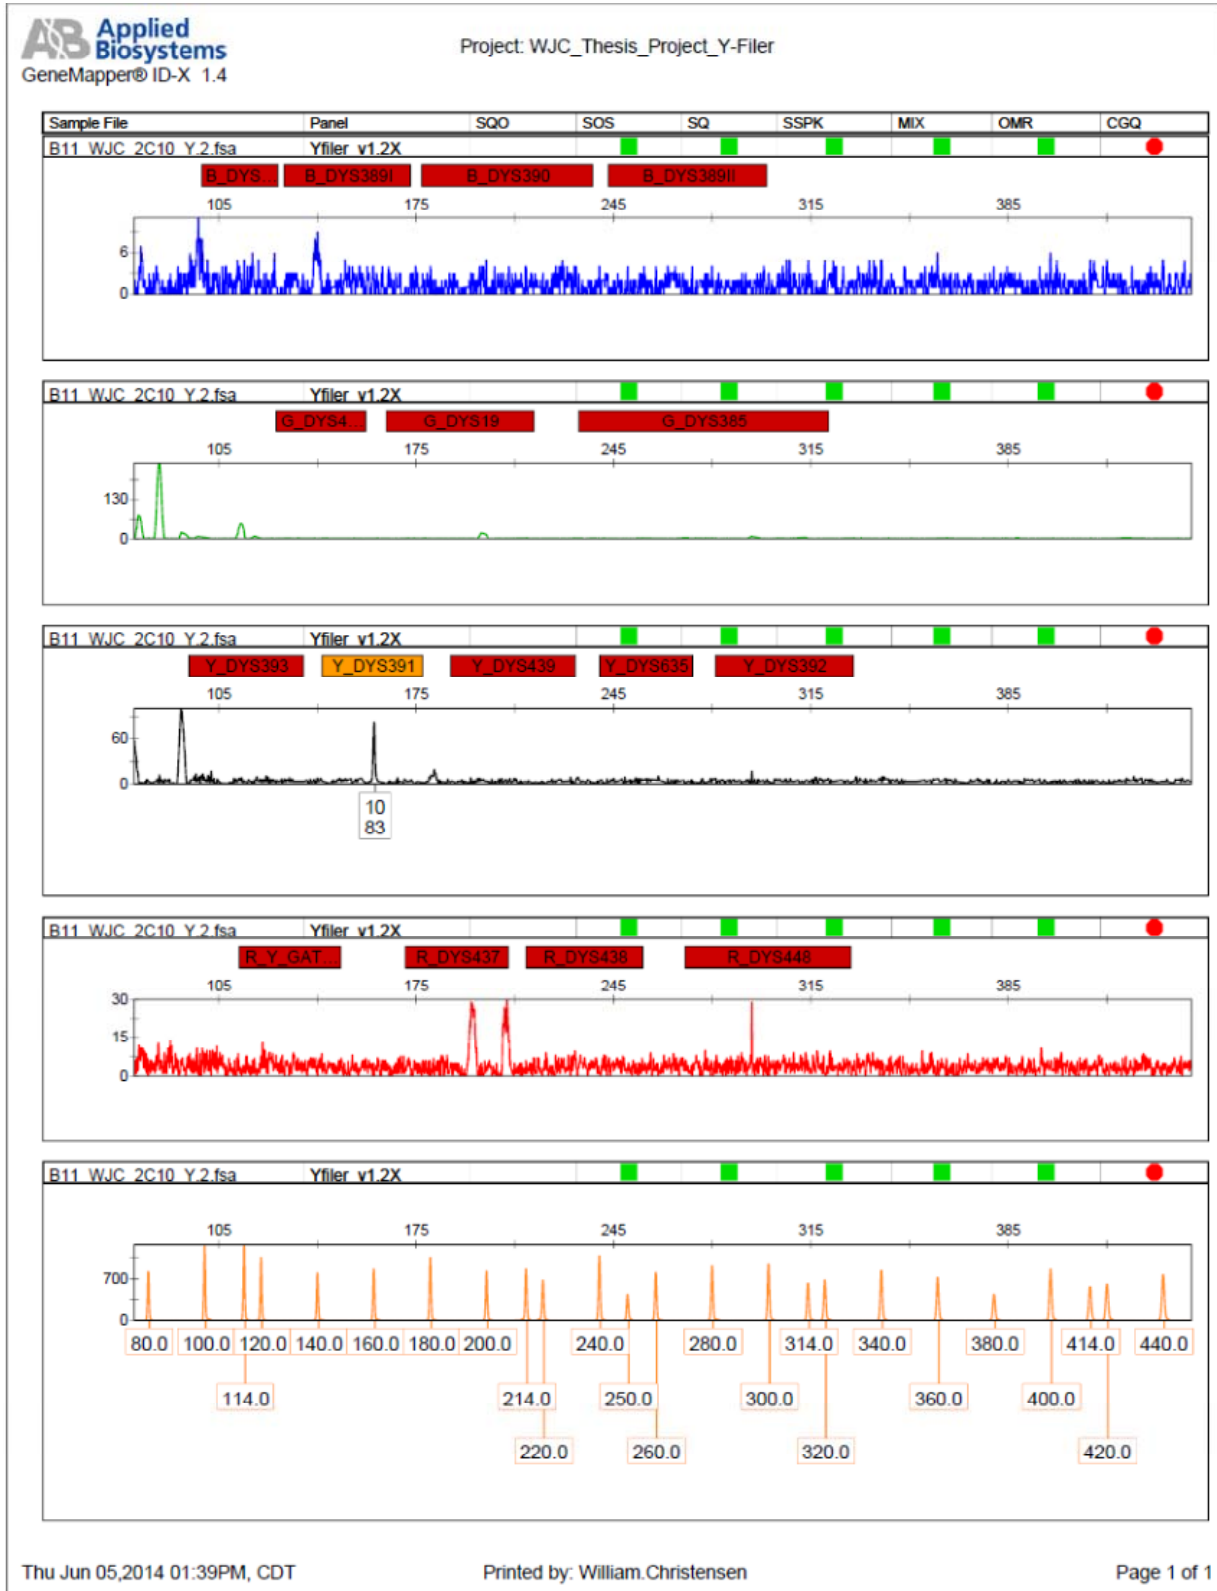 AB Applied Biosystems
GeneMapper® ID-X 1.4
Project: WJC_Thesis_Project_Y-Filer
Sample File Panel SQO SOS SQ SSPK MIX OMR CGQ
B11_WJC_2C10_Y.2.fsa Yfiler_v1.2X
B_DYS... B_DYS389I B_DYS390 B_DYS389II
105 175 245 315 385
6
0
B11_WJC_2C10_Y.2.fsa Yfiler_v1.2X
G_DYS4... G_DYS19 G_DYS385
105 175 245 315 385
130
0
B11_WJC_2C10_Y.2.fsa Yfiler_v1.2X
Y_DYS393 Y_DYS391 Y_DYS439 Y_DYS635 Y_DYS392
105 175 245 315 385
60
0
10
83
B11_WJC_2C10_Y.2.fsa Yfiler_v1.2X
R_Y_GAT... R_DYS437 R_DYS438 R_DYS448
105 175 245 315 385
30
15
0
B11_WJC_2C10_Y.2.fsa Yfiler_v1.2X
105 175 245 315 385
700
0
80.0 100.0 120.0 140.0 160.0 180.0 200.0 240.0 280.0 314.0 340.0 380.0 414.0 440.0
114.0 214.0 250.0 300.0 360.0 400.0
220.0 260.0 320.0 420.0
Thu Jun 05,2014 01:39PM, CDT Printed by: William.Christensen Page 1 of 1